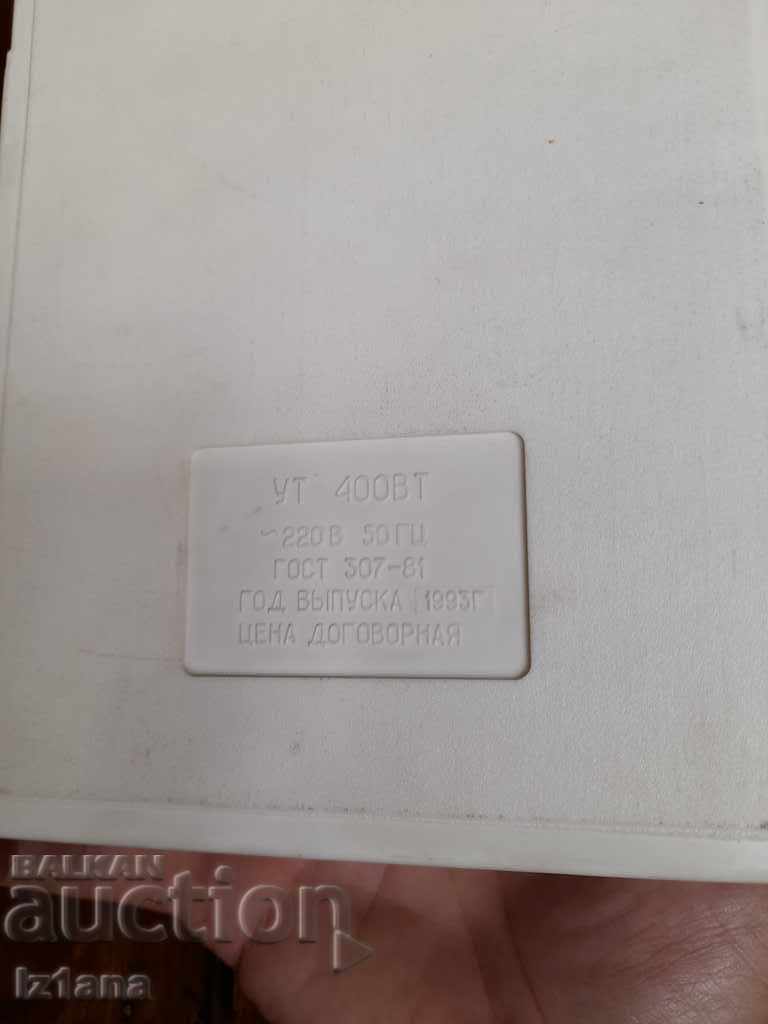 УТ 400ВТ
~220В 50ГЦ
ГОСТ 307-81
ГОД ВЫПУСКА [1993Г]
ЦЕНА ДОГОВОРНАЯ
BALKAN
auction
Iz1ana